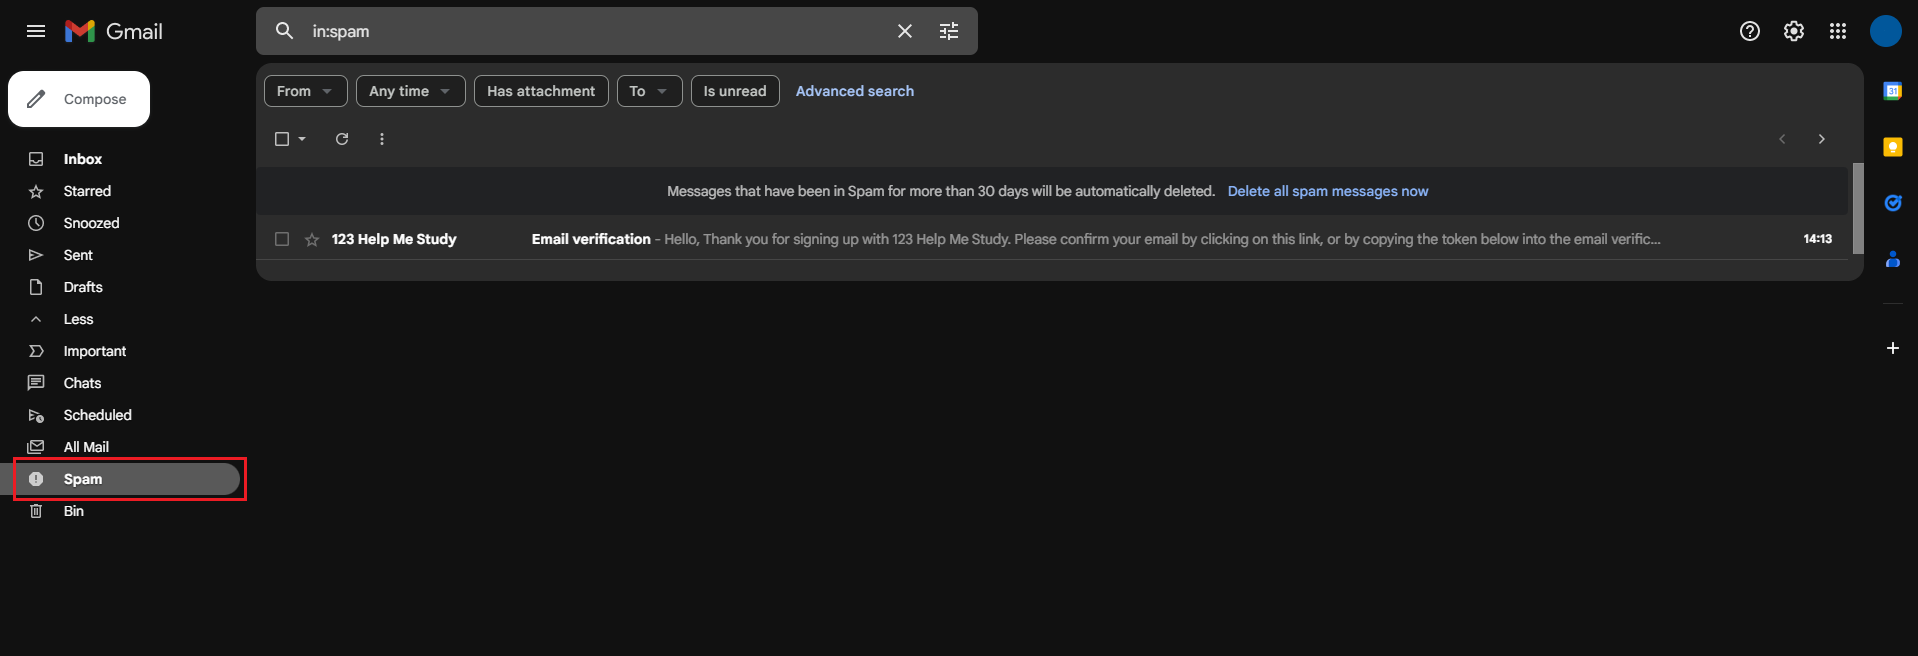 Gmail
in:spam
Compose
Inbox
Starred
Snoozed
Sent
Drafts
Less
Important
Chats
Scheduled
All Mail
Spam
Bin
From
Any time
Has attachment
To
Is unread
Advanced search
Messages that have been in Spam for more than 30 days will be automatically deleted. Delete all spam messages now
123 Help Me Study Email verification - Hello, Thank you for signing up with 123 Help Me Study. Please confirm your email by clicking on this link, or by copying the token below into the email verific... 14:13
31